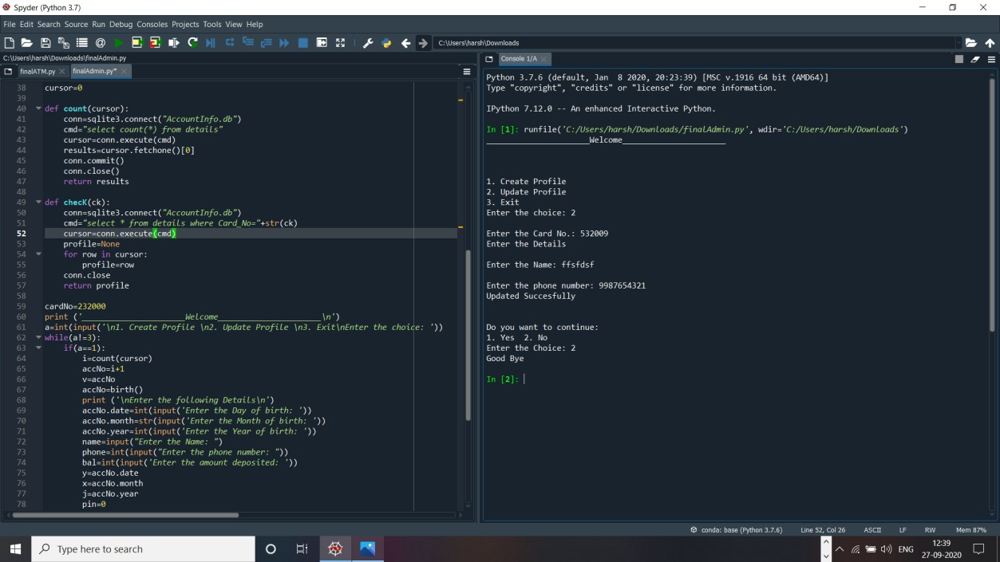 Spyder (Python 3.7)
File Edit Search Source Run Debug Consoles Projects Tools View Help
C:\Users\harsh\Downloads
C:\Users\harsh\Downloads\finalAdmin.py
finalATM.py
finalAdmin.py*
38 cursor=0
39
40 def count(cursor):
41 conn=sqlite3.connect("AccountInfo.db")
42 cmd="select count(*) from details"
43 cursor=conn.execute(cmd)
44 results=cursor.fetchone()[0]
45 conn.commit()
46 conn.close()
47 return results
48
49 def checK(ck):
50 conn=sqlite3.connect("AccountInfo.db")
51 cmd="select * from details where Card_No="+str(ck)
52 cursor=conn.execute(cmd)
53 profile=None
54 for row in cursor:
55 profile=row
56 conn.close
57 return profile
58
59 cardNo=232000
60 print ('______________________Welcome______________________\n')
61 a=int(input('\n1. Create Profile \n2. Update Profile \n3. Exit\nEnter the choice: '))
62 while(a!=3):
63 if(a==1):
64 i=count(cursor)
65 accNo=i+1
66 v=accNo
67 accNo=birth()
68 print ('\nEnter the following Details\n')
69 accNo.date=int(input('Enter the Day of birth: '))
70 accNo.month=str(input('Enter the Month of birth: '))
71 accNo.year=int(input('Enter the Year of birth: '))
72 name=input("Enter the Name: ")
73 phone=int(input("Enter the phone number: "))
74 bal=int(input('Enter the amount deposited: '))
75 y=accNo.date
76 x=accNo.month
77 j=accNo.year
78 pin=0
Console 1/A
Python 3.7.6 (default, Jan  8 2020, 20:23:39) [MSC v.1916 64 bit (AMD64)]
Type "copyright", "credits" or "license" for more information.
IPython 7.12.0 -- An enhanced Interactive Python.
In [1]: runfile('C:/Users/harsh/Downloads/finalAdmin.py', wdir='C:/Users/harsh/Downloads')
______________________Welcome______________________
1. Create Profile
2. Update Profile
3. Exit
Enter the choice: 2
Enter the Card No.: 532009
Enter the Details
Enter the Name: ffsfdsf
Enter the phone number: 9987654321
Updated Succesfully
Do you want to continue:
1. Yes  2. No
Enter the Choice: 2
Good Bye
In [2]:
conda: base (Python 3.7.6) Line 52, Col 26 ASCII LF RW Mem 87%
Type here to search
ENG
12:39
27-09-2020